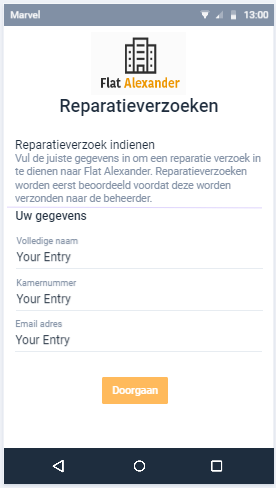 Marvel 13:00
Flat Alexander
Reparatieverzoeken
Reparatieverzoek indienen
Vul de juiste gegevens in om een reparatie verzoek in
te dienen naar Flat Alexander. Reparatieverzoeken
worden eerst beoordeeld voordat deze worden
verzonden naar de beheerder.
Uw gegevens
Volledige naam
Your Entry
Kamernummer
Your Entry
Email adres
Your Entry
Doorgaan